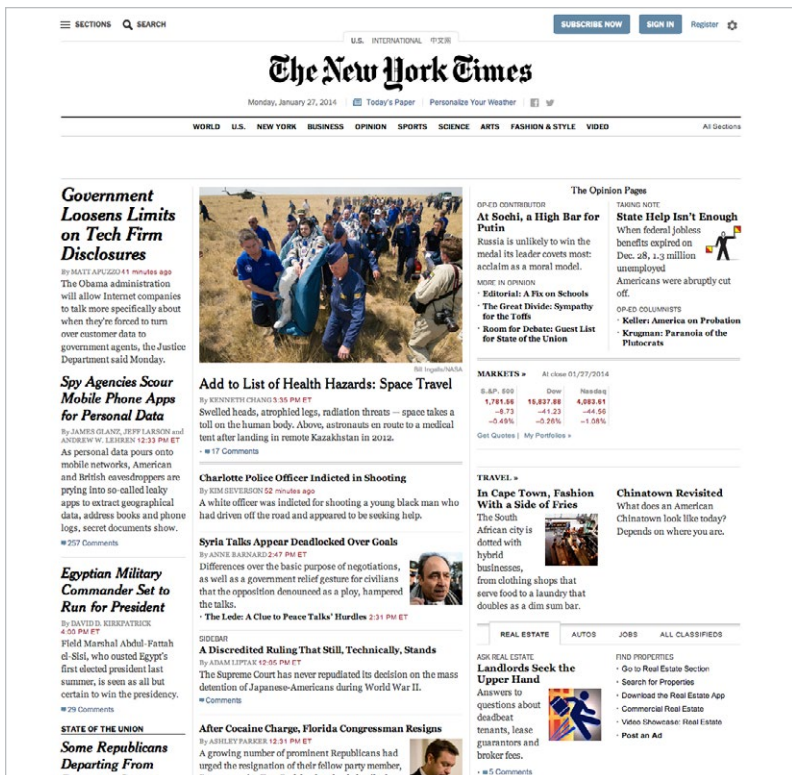 SECTIONS SEARCH
SUBSCRIBE NOW SIGN IN Register
U.S. INTERNATIONAL 中文网
The New York Times
Monday, January 27, 2014 Today's Paper Personalize Your Weather
WORLD U.S. NEW YORK BUSINESS OPINION SPORTS SCIENCE ARTS FASHION & STYLE VIDEO All Sections
Government
Loosens Limits
on Tech Firm
Disclosures
By MATT APUZZO 41 minutes ago
The Obama administration
will allow Internet companies
to talk more specifically about
when they're forced to turn
over customer data to
government agents, the Justice
Department said Monday.
Spy Agencies Scour
Mobile Phone Apps
for Personal Data
By JAMES GLANZ, JEFF LARSON and
ANDREW W. LEHREN 12:33 PM ET
As personal data pours onto
mobile networks, American
and British eavesdroppers are
prying into so-called leaky
apps to extract geographical
data, address books and phone
logs, secret documents show.
257 Comments
Egyptian Military
Commander Set to
Run for President
By DAVID D. KIRKPATRICK
4:00 PM ET
Field Marshal Abdul-Fattah
el-Sisi, who ousted Egypt's
first elected president last
summer, is seen as all but
certain to win the presidency.
29 Comments
STATE OF THE UNION
Some Republicans
Departing From
Bill Ingalls/NASA
Add to List of Health Hazards: Space Travel
By KENNETH CHANG 3:35 PM ET
Swelled heads, atrophied legs, radiation threats — space takes a
toll on the human body. Above, astronauts en route to a medical
tent after landing in remote Kazakhstan in 2012.
· 17 Comments
Charlotte Police Officer Indicted in Shooting
By KIM SEVERSON 52 minutes ago
A white officer was indicted for shooting a young black man who
had driven off the road and appeared to be seeking help.
Syria Talks Appear Deadlocked Over Goals
By ANNE BARNARD 2:47 PM ET
Differences over the basic purpose of negotiations,
as well as a government relief gesture for civilians
that the opposition denounced as a ploy, hampered
the talks.
· The Lede: A Clue to Peace Talks' Hurdles 2:31 PM ET
SIDEBAR
A Discredited Ruling That Still, Technically, Stands
By ADAM LIPTAK 12:05 PM ET
The Supreme Court has never repudiated its decision on the mass
detention of Japanese-Americans during World War II.
Comments
After Cocaine Charge, Florida Congressman Resigns
By ASHLEY PARKER 12:31 PM ET
A growing number of prominent Republicans had
urged the resignation of their fellow party member,
The Opinion Pages
OP-ED CONTRIBUTOR
At Sochi, a High Bar for
Putin
Russia is unlikely to win the
medal its leader covets most:
acclaim as a moral model.
MORE IN OPINION
· Editorial: A Fix on Schools
· The Great Divide: Sympathy
for the Toffs
· Room for Debate: Guest List
for State of the Union
TAKING NOTE
State Help Isn't Enough
When federal jobless
benefits expired on
Dec. 28, 1.3 million
unemployed
Americans were abruptly cut
off.
OP-ED COLUMNISTS
· Keller: America on Probation
· Krugman: Paranoia of the
Plutocrats
MARKETS » At close 01/27/2014
S.&P. 500 Dow Nasdaq
1,781.56 15,837.88 4,083.61
–8.73 –41.23 –44.56
–0.49% –0.26% –1.08%
Get Quotes | My Portfolios »
TRAVEL »
In Cape Town, Fashion
With a Side of Fries
The South
African city is
dotted with
hybrid
businesses,
from clothing shops that
serve food to a laundry that
doubles as a dim sum bar.
Chinatown Revisited
What does an American
Chinatown look like today?
Depends on where you are.
REAL ESTATE AUTOS JOBS ALL CLASSIFIEDS
ASK REAL ESTATE
Landlords Seek the
Upper Hand
Answers to
questions about
deadbeat
tenants, lease
guarantors and
broker fees.
· 5 Comments
FIND PROPERTIES
· Go to Real Estate Section
· Search for Properties
· Download the Real Estate App
· Commercial Real Estate
· Video Showcase: Real Estate
· Post an Ad